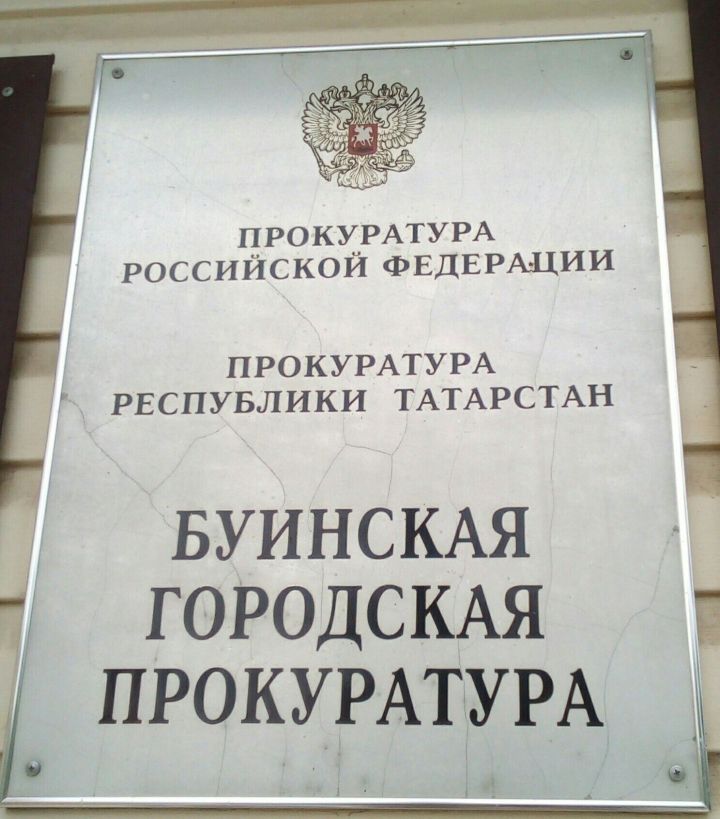 ПРОКУРАТУРА
РОССИЙСКОЙ ФЕДЕРАЦИИ
ПРОКУРАТУРА
РЕСПУБЛИКИ ТАТАРСТАН
БУИНСКАЯ
ГОРОДСКАЯ
ПРОКУРАТУРА